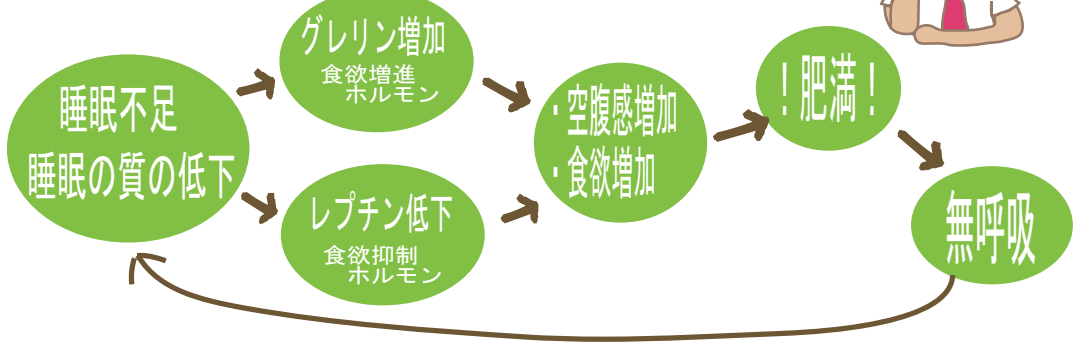 睡眠不足
睡眠の質の低下
グレリン増加
食欲増進
ホルモン
レプチン低下
食欲抑制
ホルモン
・空腹感増加
・食欲増加
！肥満！
無呼吸